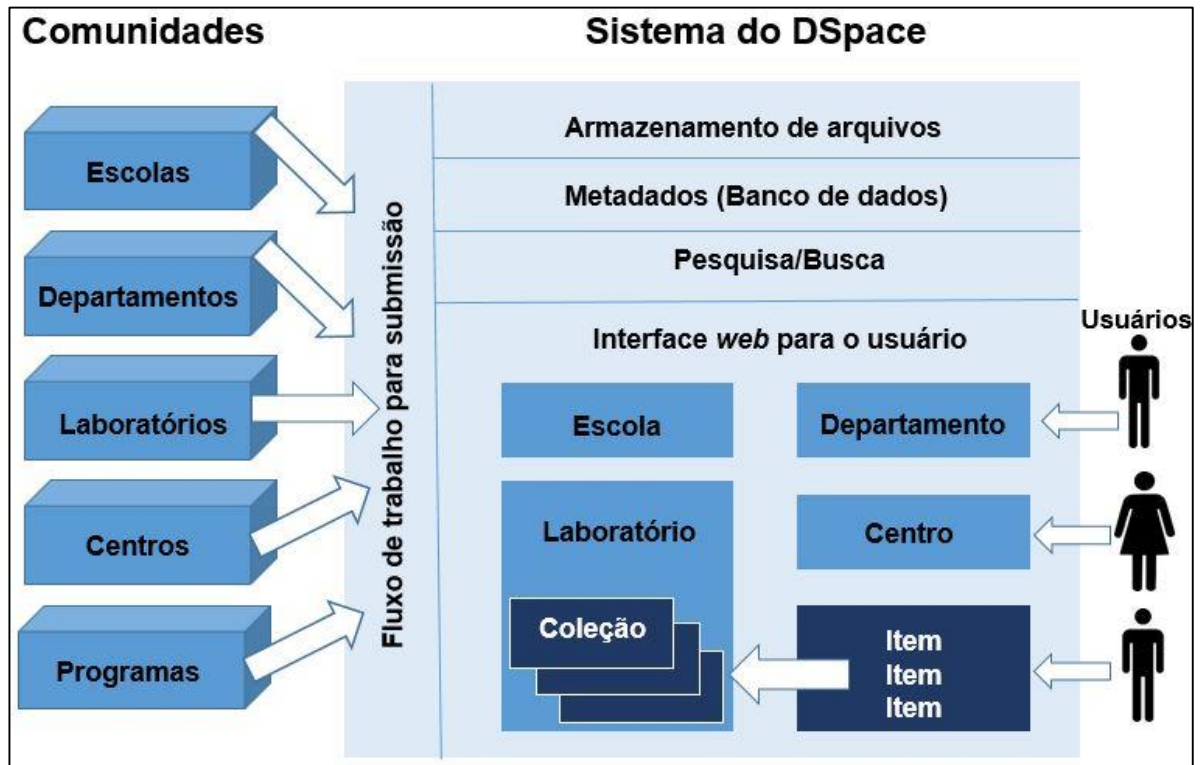 Comunidades
Sistema do DSpace
Escolas
Departamentos
Laboratórios
Centros
Programas
Fluxo de trabalho para submissão
Armazenamento de arquivos
Metadados (Banco de dados)
Pesquisa/Busca
Interface web para o usuário
Escola
Departamento
Laboratório
Centro
Coleção
Item
Item
Item
Usuários